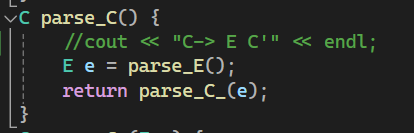 C parse_C() {
//cout << "C-> E C'" << endl;
E e = parse_E();
return parse_C_(e);
}